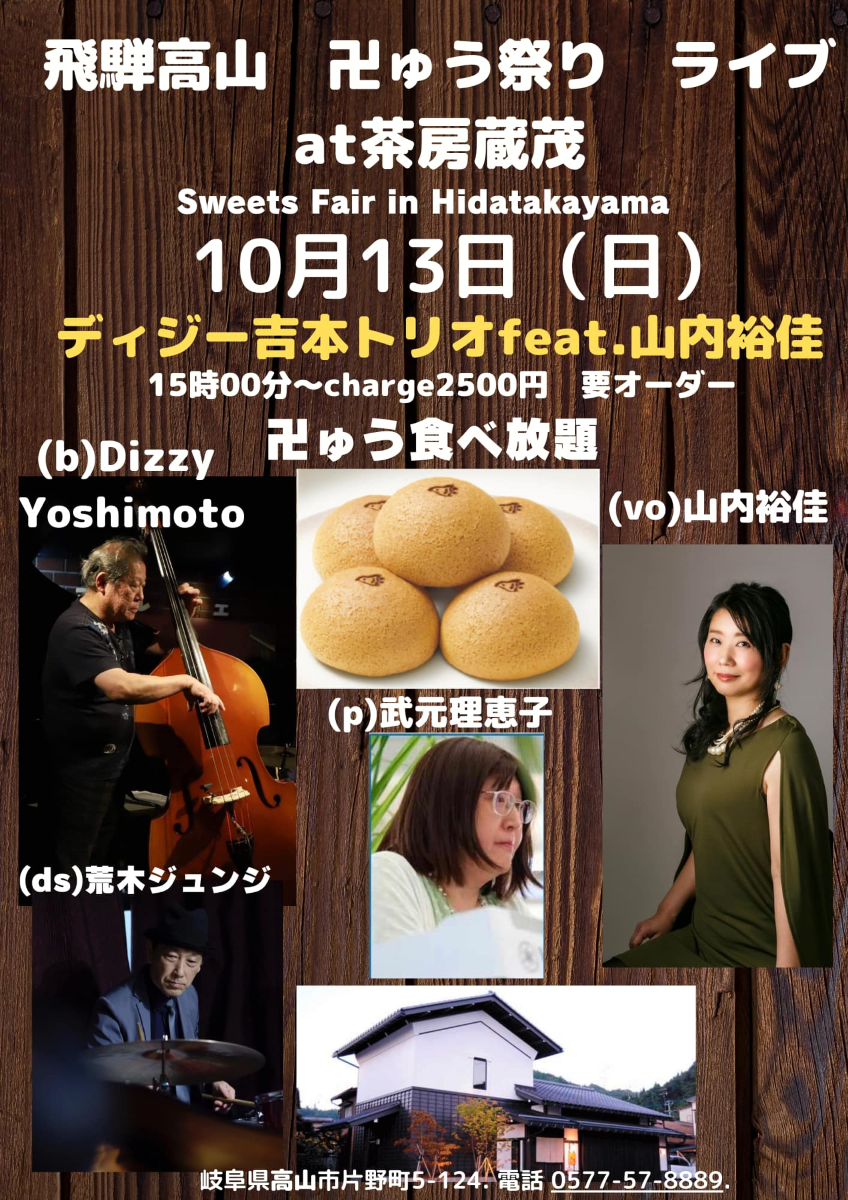 飛騨高山　卍ゅう祭り　ライブ
at茶房蔵茂
Sweets Fair in Hidatakayama
10月13日（日）
ディジー吉本トリオfeat.山内裕佳
15時00分〜charge2500円　要オーダー
卍ゅう食べ放題
(b)Dizzy
Yoshimoto
(vo)山内裕佳
(p)武元理恵子
(ds)荒木ジュンジ
岐阜県高山市片野町5-124. 電話 0577-57-8889.